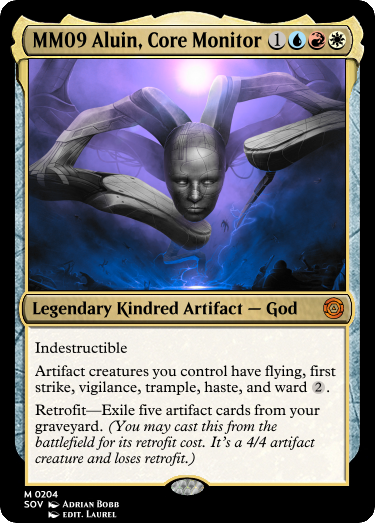 MM09 Aluin, Core Monitor 1
Legendary Kindred Artifact — God
Indestructible
Artifact creatures you control have flying, first
strike, vigilance, trample, haste, and ward 2.
Retrofit—Exile five artifact cards from your
graveyard. (You may cast this from the
battlefield for its retrofit cost. It's a 4/4 artifact
creature and loses retrofit.)
M 0204
SOV Adrian Bobb
edit. Laurel